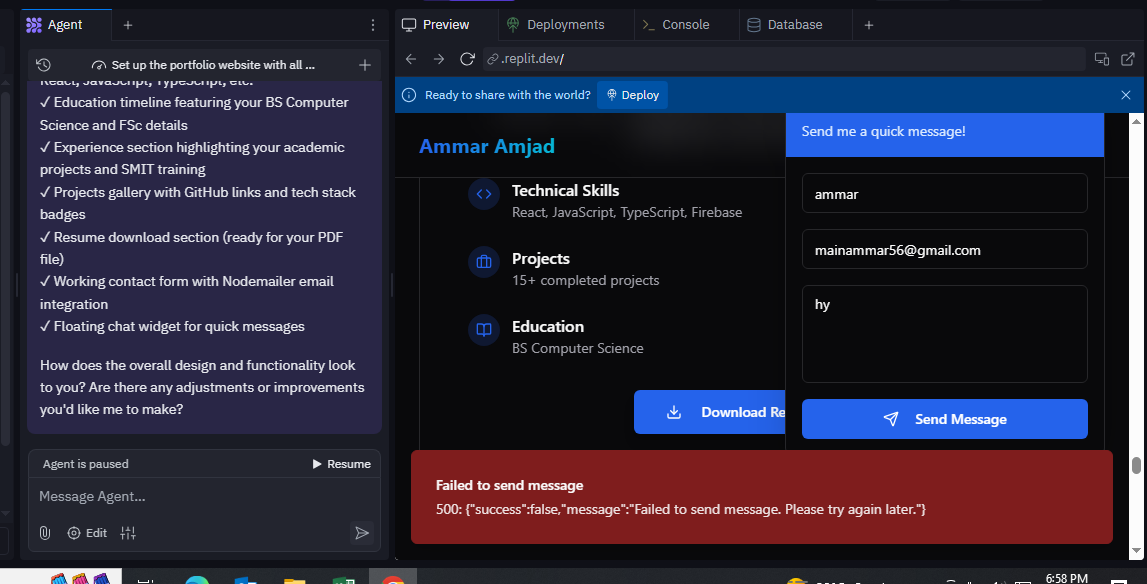 Agent
Preview
Deployments
Console
Database
Set up the portfolio website with all ...
.replit.dev/
Ready to share with the world?
Deploy
React, JavaScript, TypeScript, etc.
✓ Education timeline featuring your BS Computer
Science and FSc details
✓ Experience section highlighting your academic
projects and SMIT training
✓ Projects gallery with GitHub links and tech stack
badges
✓ Resume download section (ready for your PDF
file)
✓ Working contact form with Nodemailer email
integration
✓ Floating chat widget for quick messages
How does the overall design and functionality look
to you? Are there any adjustments or improvements
you'd like me to make?
Agent is paused
Resume
Message Agent...
Edit
Ammar Amjad
Technical Skills
React, JavaScript, TypeScript, Firebase
Projects
15+ completed projects
Education
BS Computer Science
Download Re
Send me a quick message!
ammar
mainammar56@gmail.com
hy
Send Message
Failed to send message
500: {"success":false,"message":"Failed to send message. Please try again later."}
6:58 PM